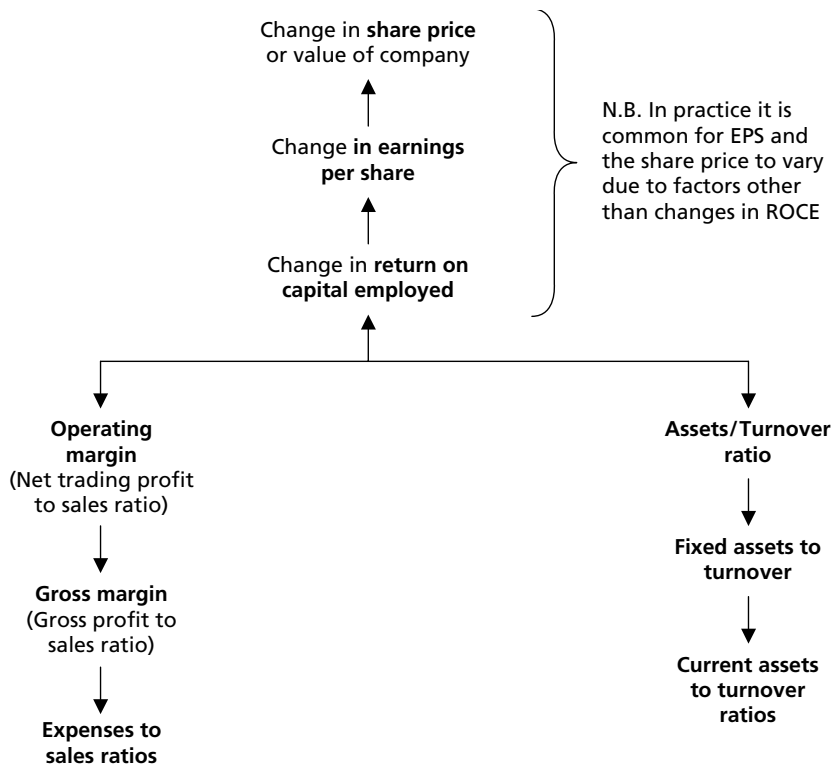 Change in share price
or value of company
Change in earnings
per share
Change in return on
capital employed
N.B. In practice it is
common for EPS and
the share price to vary
due to factors other
than changes in ROCE
Operating
margin
(Net trading profit
to sales ratio)
Gross margin
(Gross profit to
sales ratio)
Expenses to
sales ratios
Assets/Turnover
ratio
Fixed assets to
turnover
Current assets
to turnover
ratios